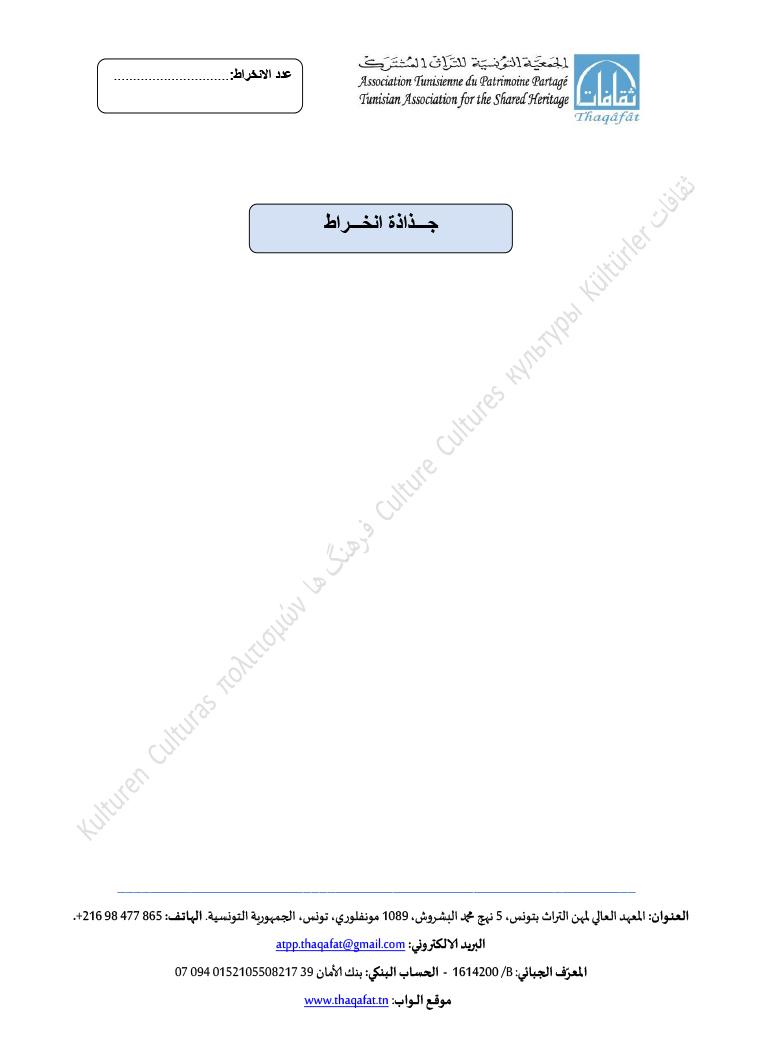 الجمعية التونسية للتراث المشترك
Association Tunisienne du Patrimoine Partagé
Tunisian Association for the Shared Heritage
ثقافات
Thaqâfât
عدد الانخراط:..............................
جـــذاذة انخـــراط
Kulturen Culturas πολιτισμών فرهنگ ها Culture Cultures культуры Kültürler ثقافات
العنوان: المعهد العالي لمهن التراث بتونس، 5 نهج محمد البشروش، 1089 مونفلوري، تونس، الجمهورية التونسية. الهاتف: 865 477 98 216+.
البريد الالكتروني: atpp.thaqafat@gmail.com
المعرّف الجبائي: 1614200 /B - الحساب البنكي: بنك الأمان 39 0152105508217 094 07
موقع الواب: www.thaqafat.tn